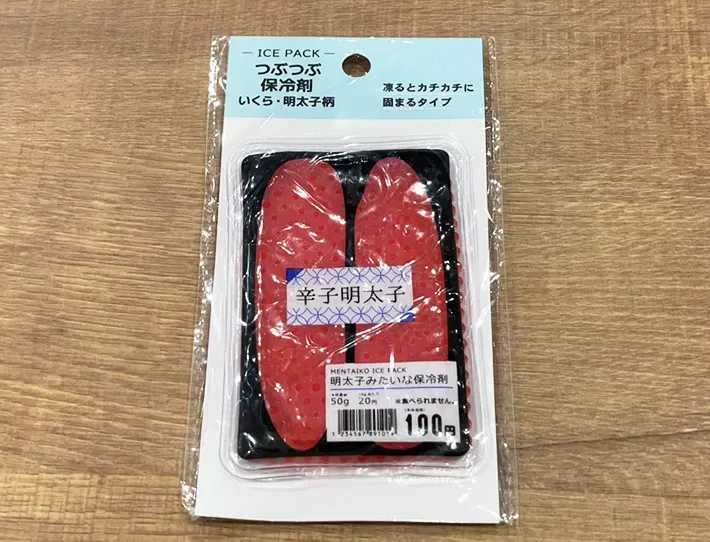 — ICE PACK —
つぶつぶ
保冷剤
いくら・明太子柄
凍るとカチカチに
固まるタイプ
辛子明太子
MENTAIKO ICE PACK
明太子みたいな保冷剤
50g 20円 ※食べられません。
100円